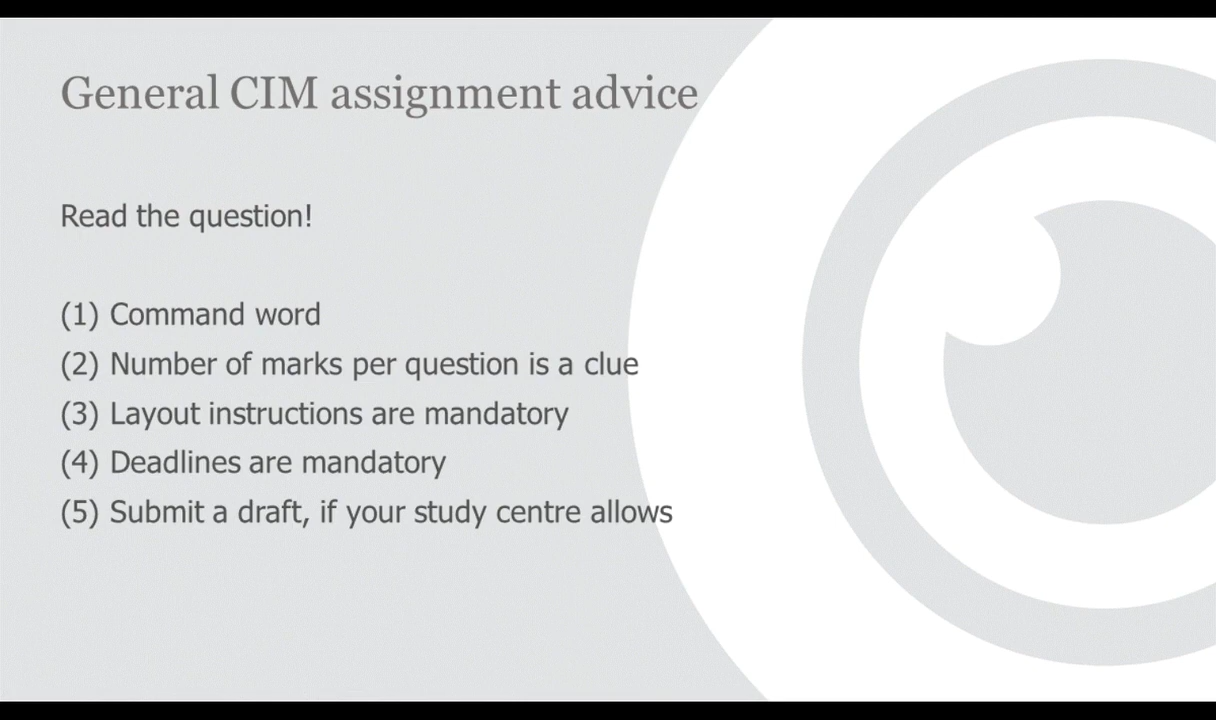 General CIM assignment advice
Read the question!
(1) Command word
(2) Number of marks per question is a clue
(3) Layout instructions are mandatory
(4) Deadlines are mandatory
(5) Submit a draft, if your study centre allows